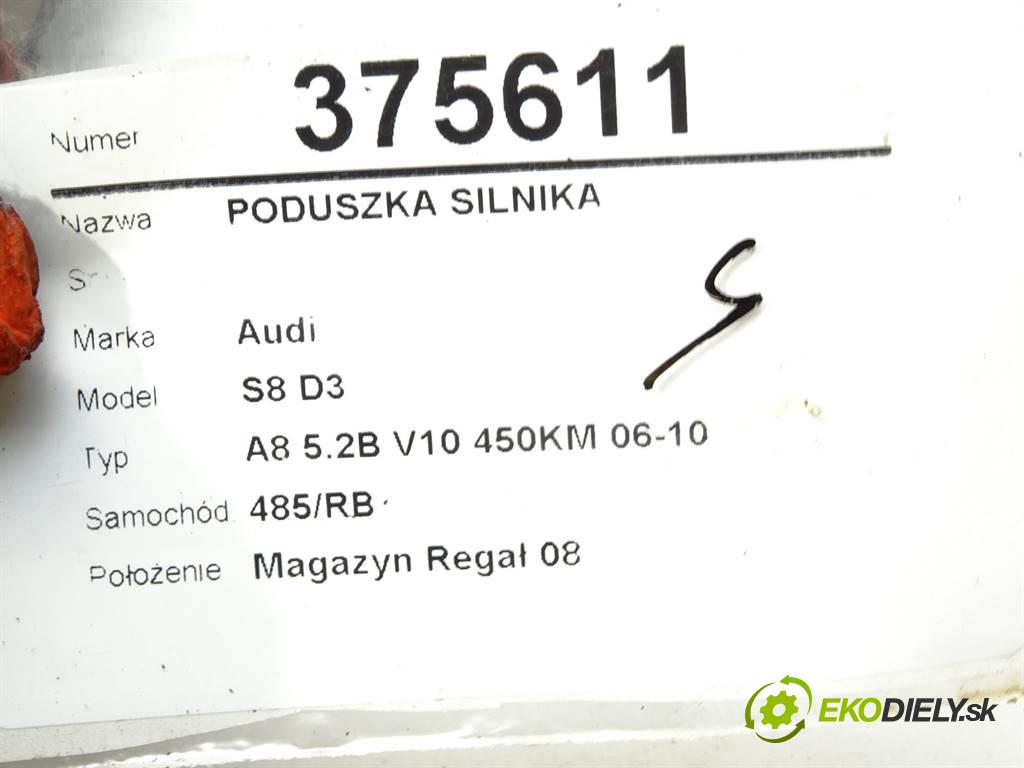 Numer 375611
Nazwa PODUSZKA SILNIKA
Marka Audi
Model S8 D3
Typ A8 5.2B V10 450KM 06-10
Samochód 485/RB
Położenie Magazyn Regał 08
EKODIELY.sk